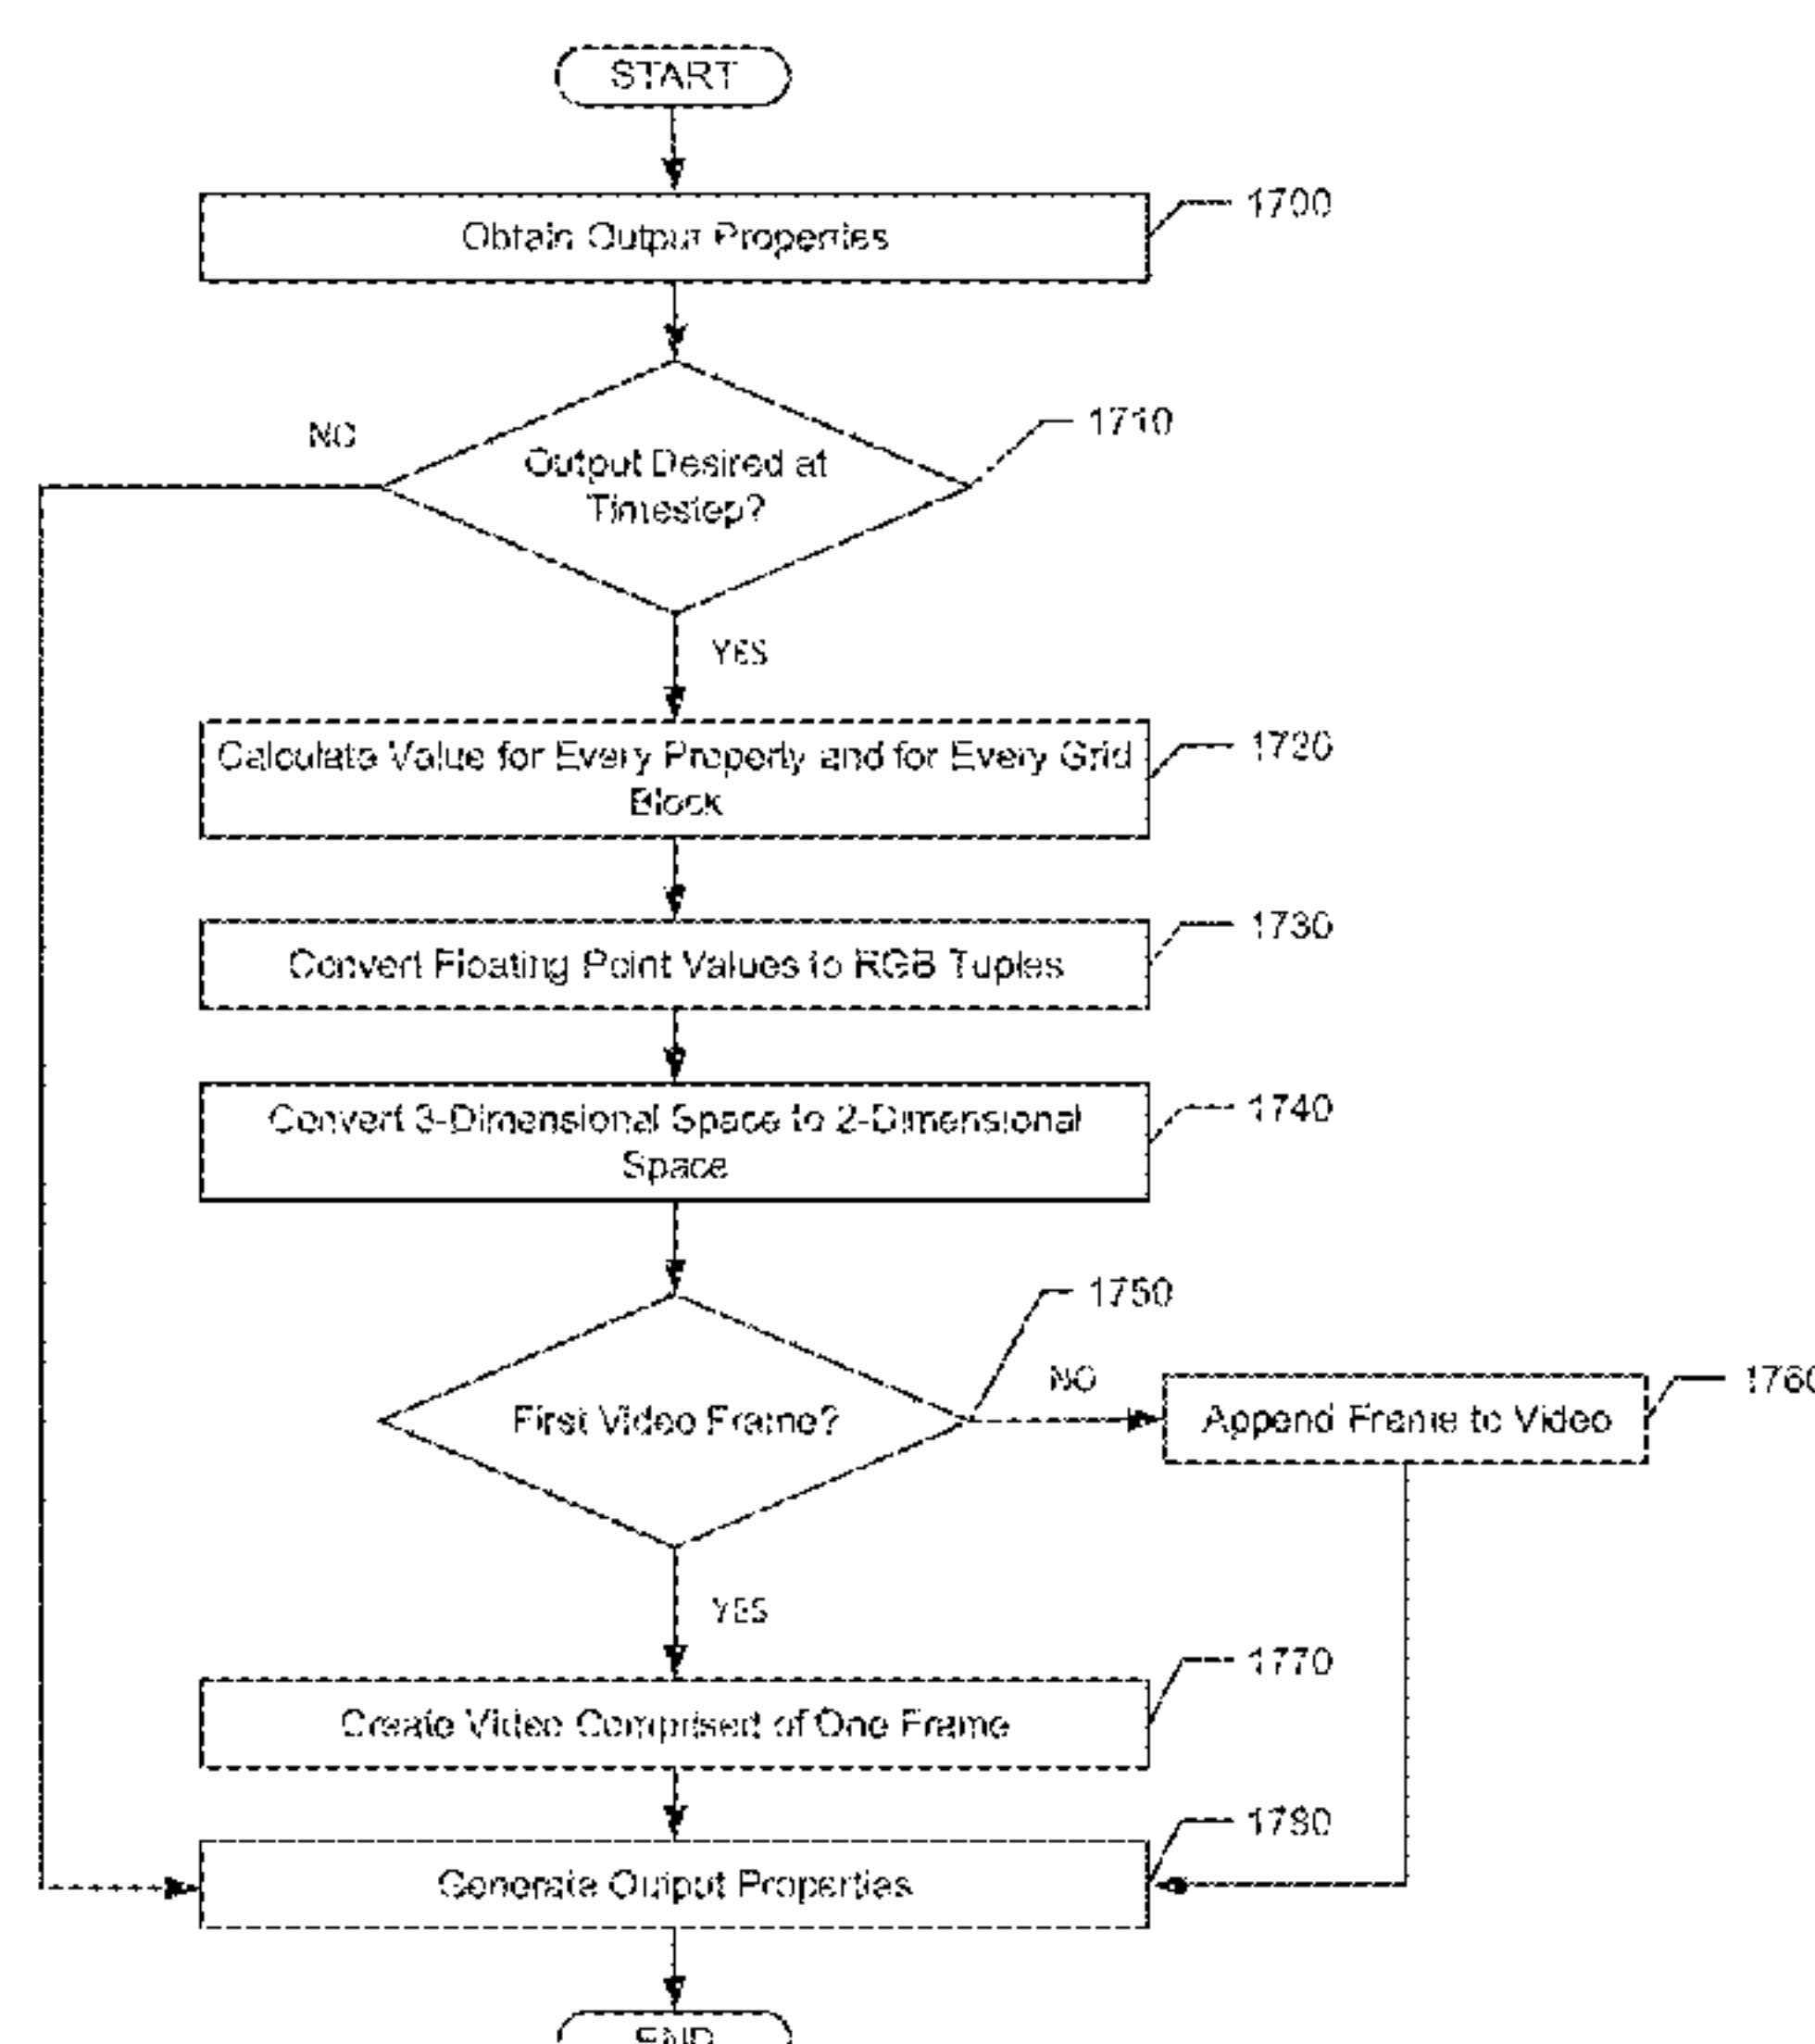 START
Obtain Output Properties
1700
NO
Output Desired at
Timestep?
1710
YES
Calculate Value for Every Property and for Every Grid
Block
1720
Convert Floating Point Values to RGB Tuples
1730
Convert 3-Dimensional Space to 2-Dimensional
Space
1740
1750
First Video Frame?
NO
Append Frame to Video
1760
YES
Create Video Comprised of One Frame
1770
Generate Output Properties
1780
END